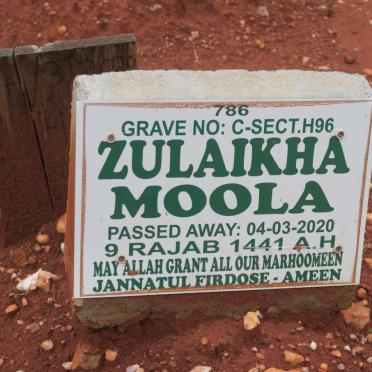 786
GRAVE NO: C-SECT.H96
ZULAIKHA
MOOLA
PASSED AWAY: 04-03-2020
9 RAJAB 1441 A.H
MAY ALLAH GRANT ALL OUR MARHOOMEEN
JANNATUL FIRDOSE - AMEEN